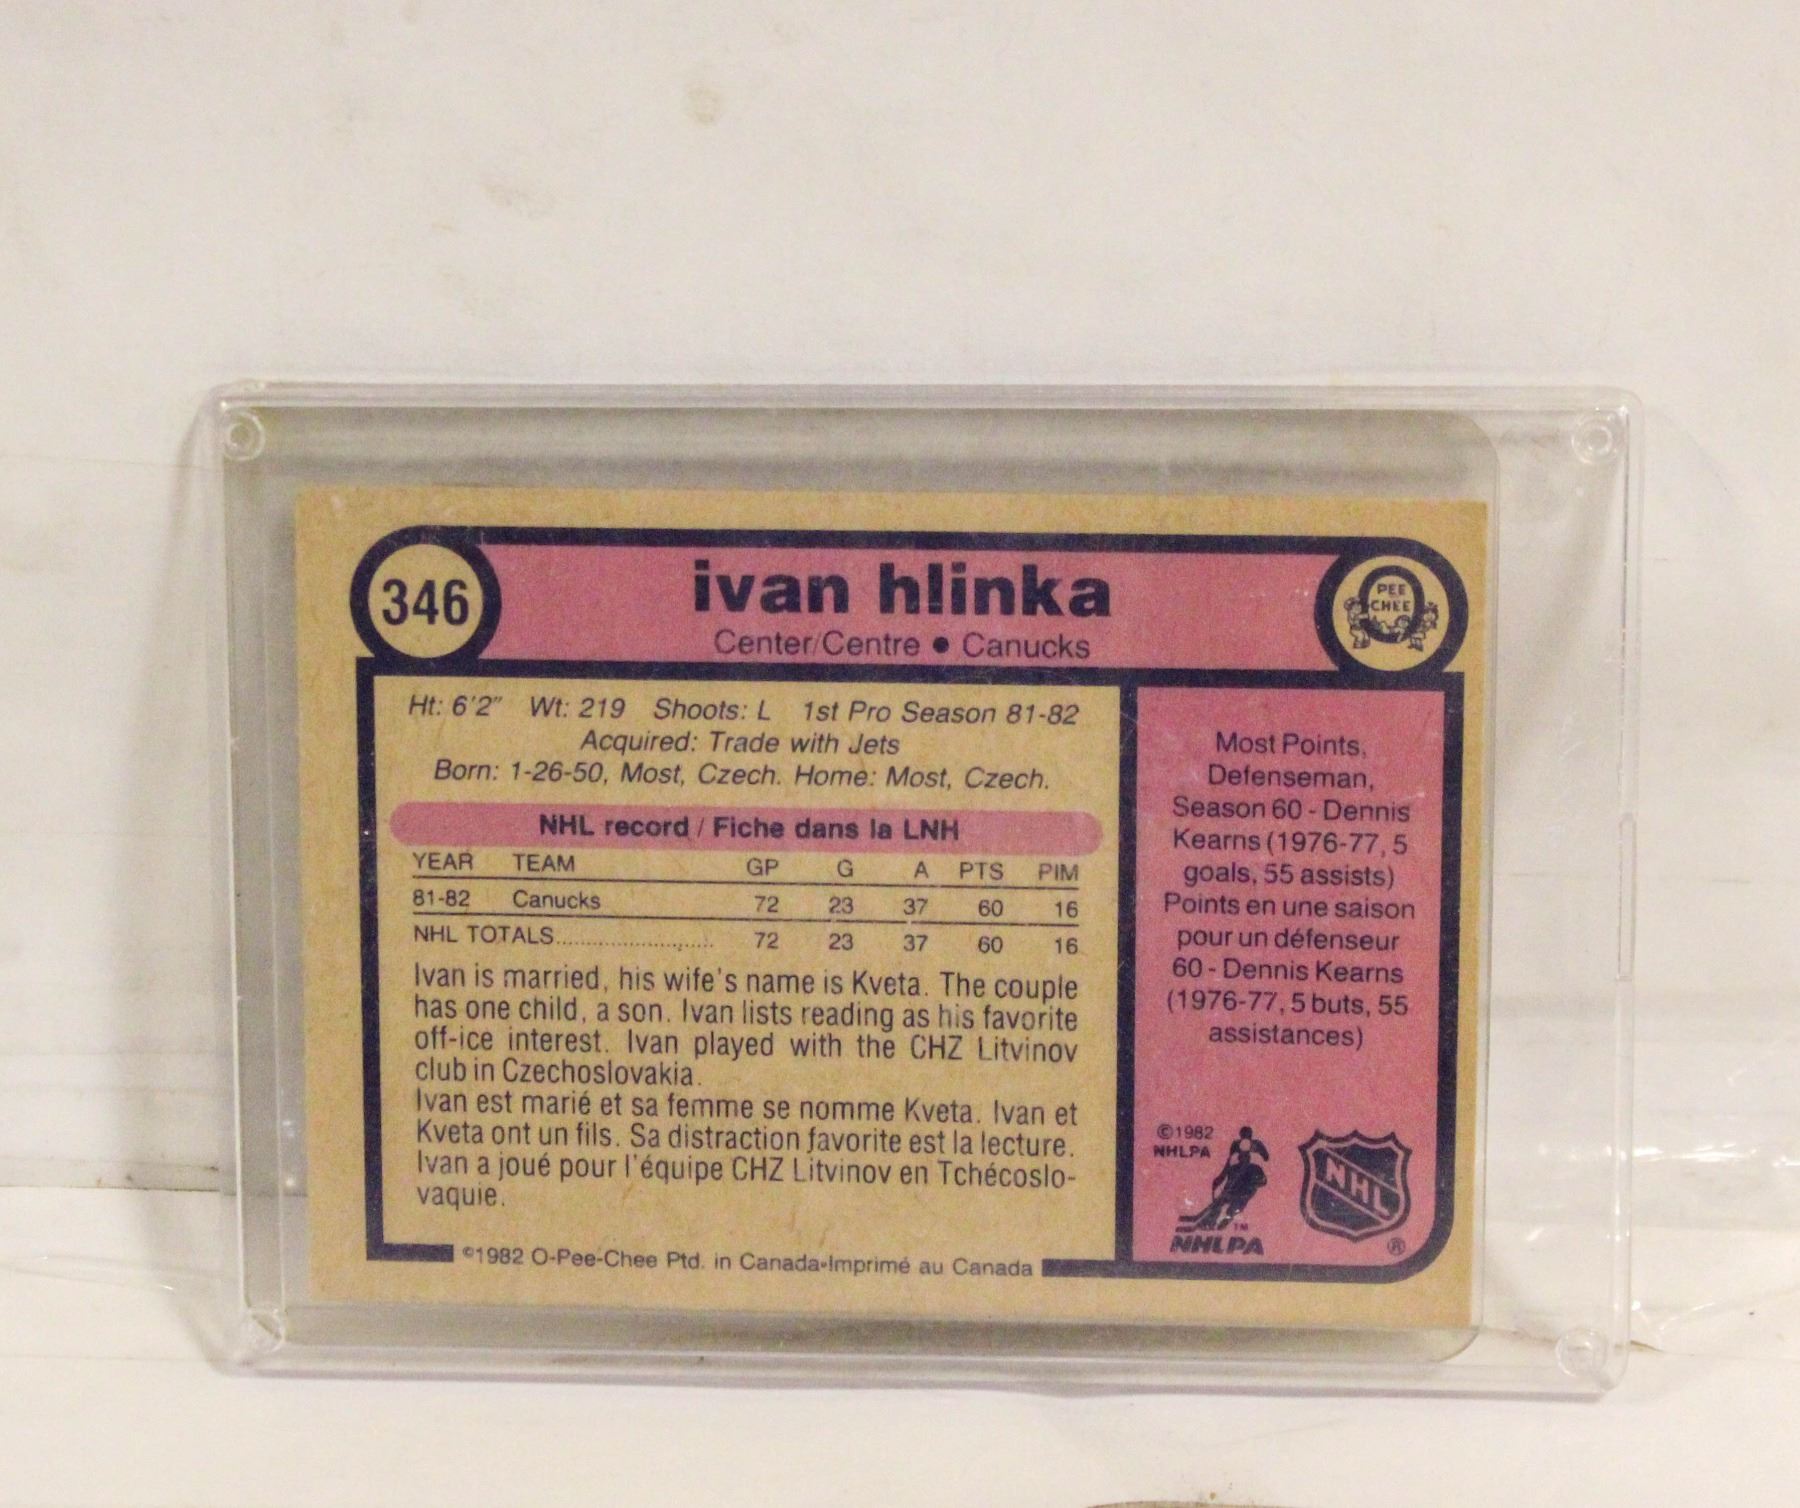 346
ivan hlinka
Center/Centre • Canucks
O
PEE
CHEE
Ht: 6'2" Wt: 219 Shoots: L 1st Pro Season 81-82
Acquired: Trade with Jets
Born: 1-26-50, Most, Czech. Home: Most, Czech.
NHL record / Fiche dans la LNH
YEAR TEAM GP G A PTS PIM
81-82 Canucks 72 23 37 60 16
NHL TOTALS........................... 72 23 37 60 16
Ivan is married, his wife's name is Kveta. The couple
has one child, a son. Ivan lists reading as his favorite
off-ice interest. Ivan played with the CHZ Litvinov
club in Czechoslovakia.
Ivan est marié et sa femme se nomme Kveta. Ivan et
Kveta ont un fils. Sa distraction favorite est la lecture.
Ivan a joué pour l'équipe CHZ Litvinov en Tchécoslo-
vaquie.
©1982 O-Pee-Chee Ptd. in Canada•Imprimé au Canada
Most Points,
Defenseman,
Season 60 - Dennis
Kearns (1976-77, 5
goals, 55 assists)
Points en une saison
pour un défenseur
60 - Dennis Kearns
(1976-77, 5 buts, 55
assistances)
©1982
NHLPA
TM
NHLPA
NHL
®